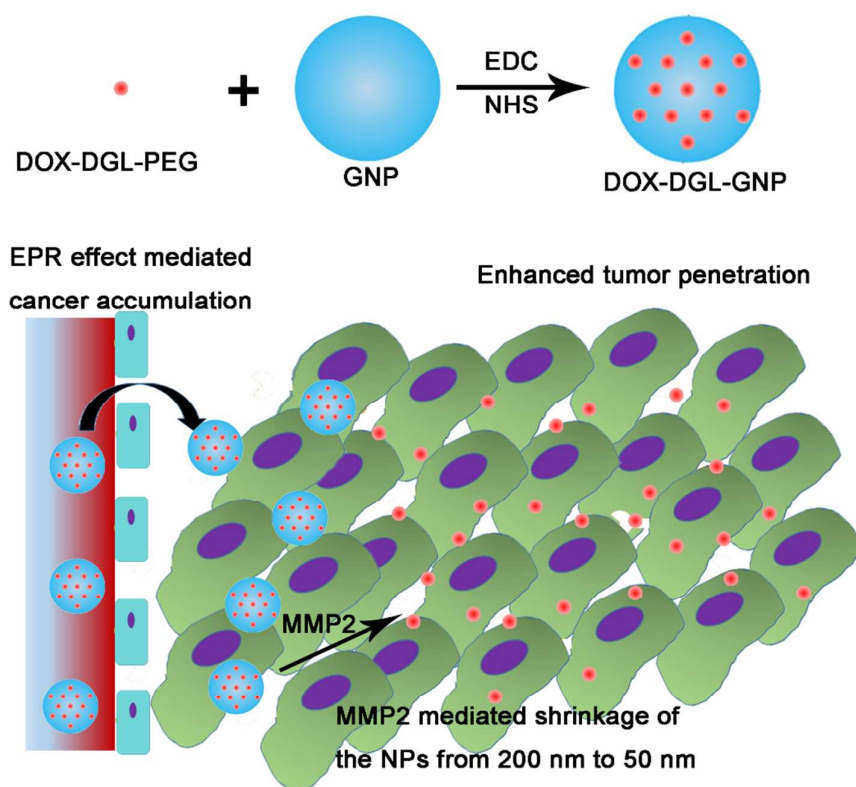 EDC
+
NHS
DOX-DGL-PEG
GNP
DOX-DGL-GNP
EPR effect mediated
cancer accumulation
Enhanced tumor penetration
MMP2
MMP2 mediated shrinkage of
the NPs from 200 nm to 50 nm